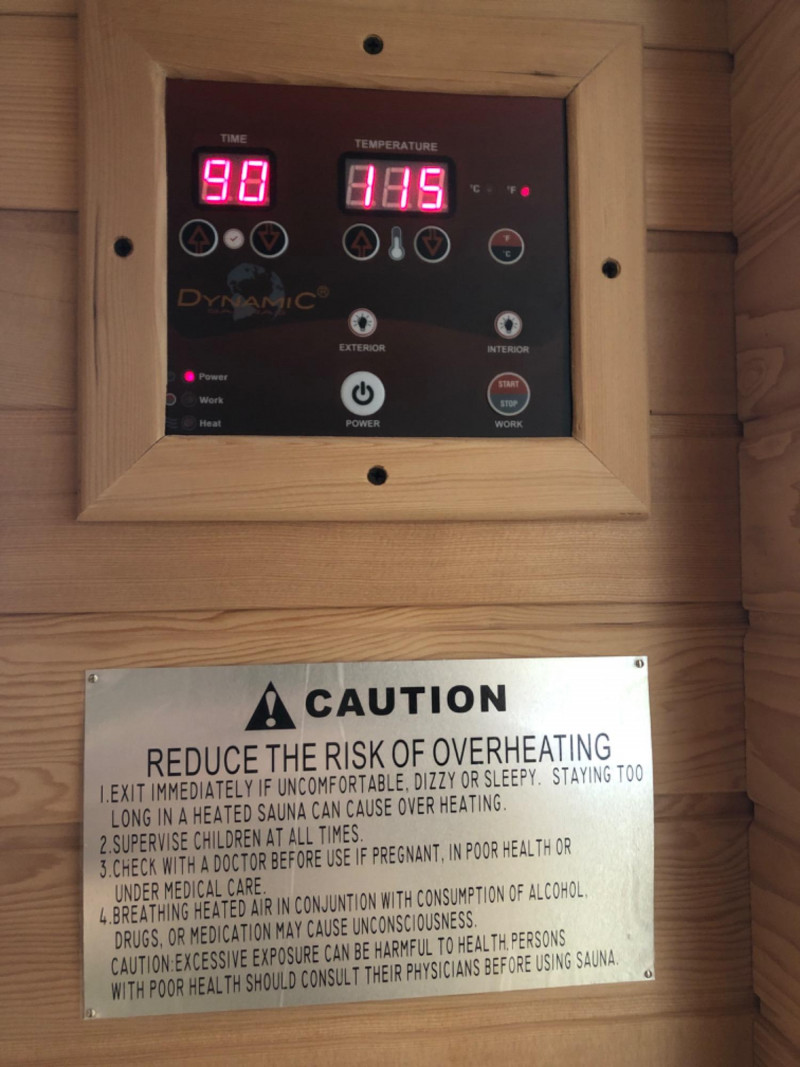 TIME
TEMPERATURE
90
115
°C
°F
°F
°C
DYNAMIC®
EXTERIOR
INTERIOR
Power
Work
Heat
START
STOP
POWER
WORK
CAUTION
REDUCE THE RISK OF OVERHEATING
1.EXIT IMMEDIATELY IF UNCOMFORTABLE, DIZZY OR SLEEPY. STAYING TOO
LONG IN A HEATED SAUNA CAN CAUSE OVER HEATING.
2.SUPERVISE CHILDREN AT ALL TIMES.
3.CHECK WITH A DOCTOR BEFORE USE IF PREGNANT, IN POOR HEALTH OR
UNDER MEDICAL CARE.
4.BREATHING HEATED AIR IN CONJUNTION WITH CONSUMPTION OF ALCOHOL,
DRUGS, OR MEDICATION MAY CAUSE UNCONSCIOUSNESS.
CAUTION:EXCESSIVE EXPOSURE CAN BE HARMFUL TO HEALTH.PERSONS
WITH POOR HEALTH SHOULD CONSULT THEIR PHYSICIANS BEFORE USING SAUNA.